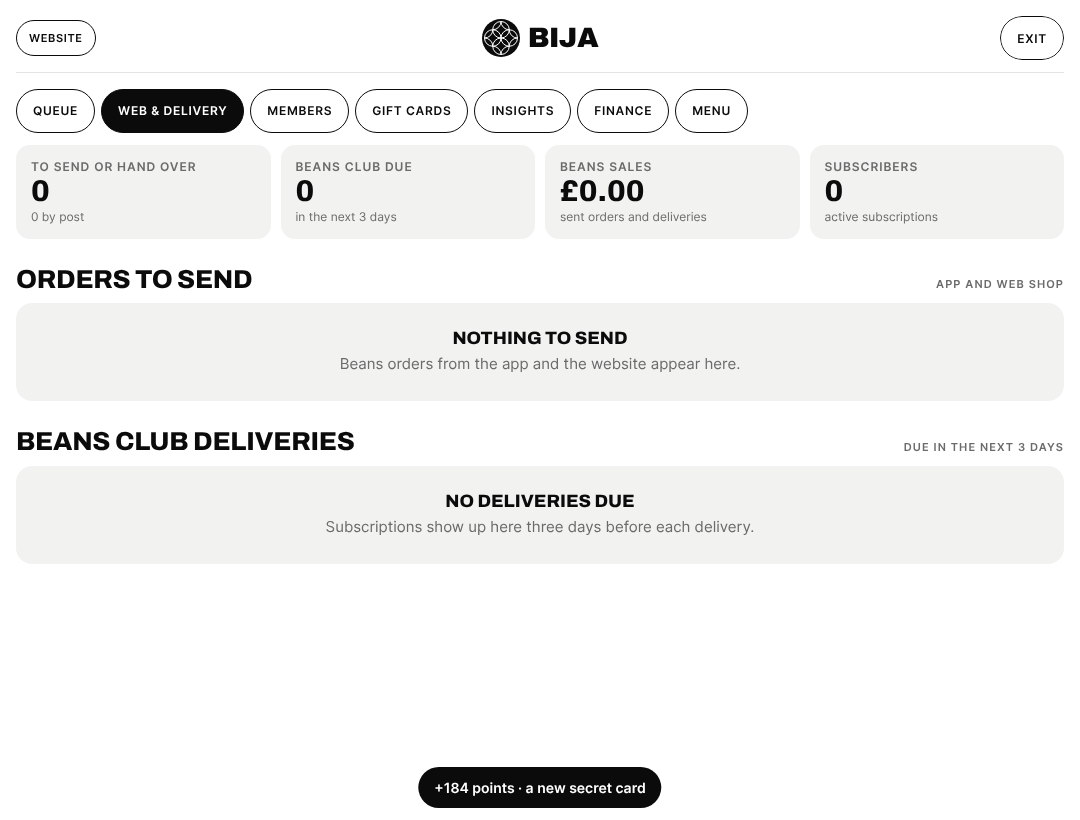 WEBSITE
BIJA
EXIT
QUEUE
WEB & DELIVERY
MEMBERS
GIFT CARDS
INSIGHTS
FINANCE
MENU
TO SEND OR HAND OVER
0
0 by post
BEANS CLUB DUE
0
in the next 3 days
BEANS SALES
£0.00
sent orders and deliveries
SUBSCRIBERS
0
active subscriptions
ORDERS TO SEND
APP AND WEB SHOP
NOTHING TO SEND
Beans orders from the app and the website appear here.
BEANS CLUB DELIVERIES
DUE IN THE NEXT 3 DAYS
NO DELIVERIES DUE
Subscriptions show up here three days before each delivery.
+184 points · a new secret card